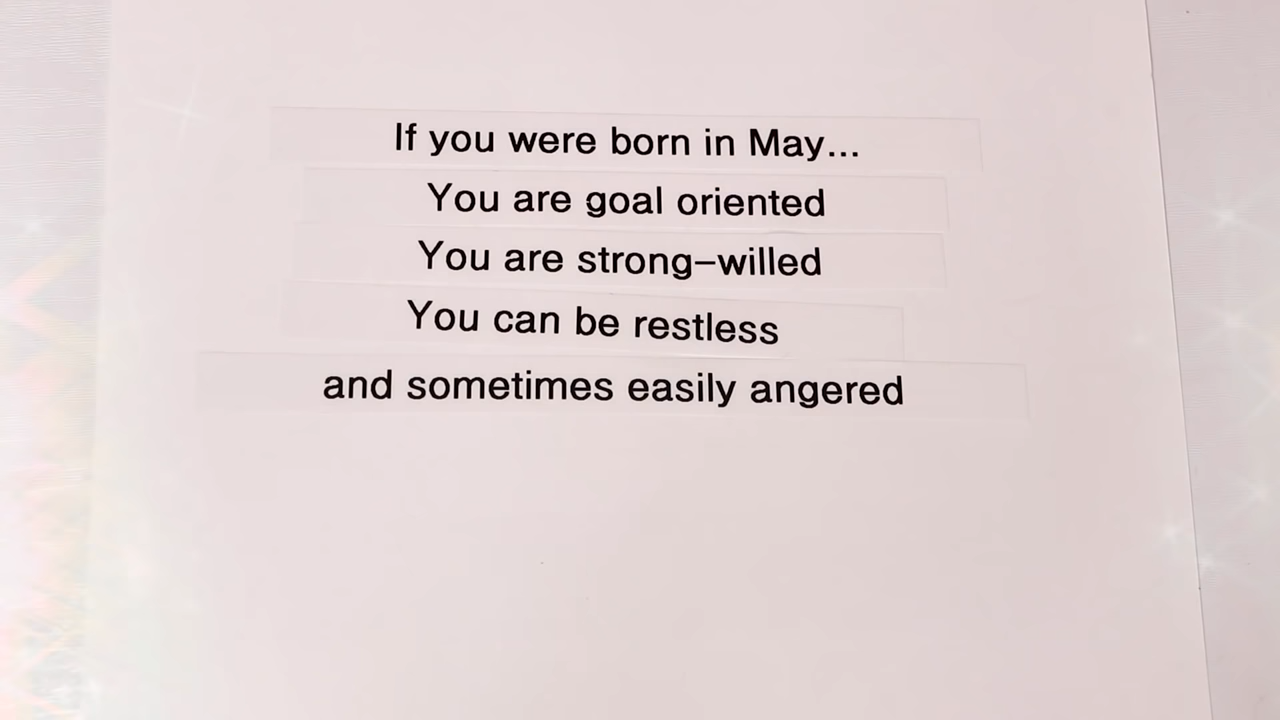 If you were born in May...
You are goal oriented
You are strong–willed
You can be restless
and sometimes easily angered